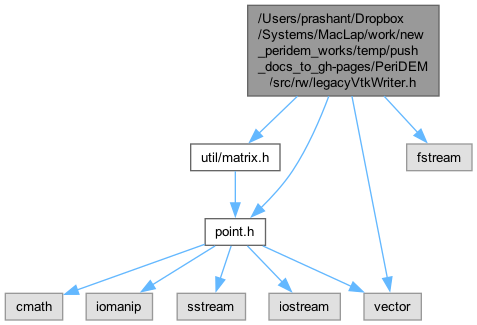 /Users/prashant/Dropbox
/Systems/MacLap/work/new
_peridem_works/temp/push
_docs_to_gh-pages/PeriDEM
/src/rw/legacyVtkWriter.h
util/matrix.h
fstream
point.h
cmath
iomanip
sstream
iostream
vector